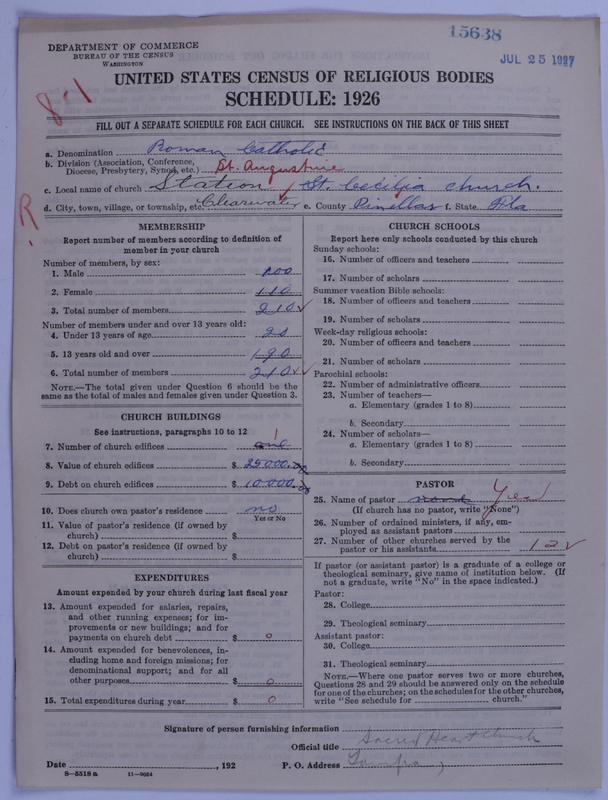 15638
JUL 25 1927
DEPARTMENT OF COMMERCE
BUREAU OF THE CENSUS
WASHINGTON
8-1
UNITED STATES CENSUS OF RELIGIOUS BODIES
SCHEDULE: 1926
FILL OUT A SEPARATE SCHEDULE FOR EACH CHURCH. SEE INSTRUCTIONS ON THE BACK OF THIS SHEET
a. Denomination Roman Catholic
b. Division (Association, Conference, Diocese, Presbytery, Synod, etc.) St. Augustine
c. Local name of church Station St. Cecilia Church.
d. City, town, village, or township, etc. Clearwater e. County Pinellas f. State Fla
R
MEMBERSHIP
Report number of members according to definition of
member in your church
Number of members, by sex:
1. Male 100
2. Female 110
3. Total number of members 210 ✓
Number of members under and over 13 years old:
4. Under 13 years of age 20
5. 13 years old and over 190
6. Total number of members 210 ✓
NOTE.—The total given under Question 6 should be the
same as the total of males and females given under Question 3.
CHURCH BUILDINGS
See instructions, paragraphs 10 to 12
7. Number of church edifices one 1
8. Value of church edifices $ 25000.00
9. Debt on church edifices $ 10000.00
10. Does church own pastor's residence? no
Yes or No
11. Value of pastor's residence (if owned by
church) $
12. Debt on pastor's residence (if owned by
church) $
EXPENDITURES
Amount expended by your church during last fiscal year
13. Amount expended for salaries, repairs,
and other running expenses; for im-
provements or new buildings; and for
payments on church debt $ 0
14. Amount expended for benevolences, in-
cluding home and foreign missions; for
denominational support; and for all
other purposes $ 0
15. Total expenditures during year $ 0
CHURCH SCHOOLS
Report here only schools conducted by this church
Sunday schools:
16. Number of officers and teachers
17. Number of scholars
Summer vacation Bible schools:
18. Number of officers and teachers
19. Number of scholars
Week-day religious schools:
20. Number of officers and teachers
21. Number of scholars
Parochial schools:
22. Number of administrative officers
23. Number of teachers—
a. Elementary (grades 1 to 8)
b. Secondary
24. Number of scholars—
a. Elementary (grades 1 to 8)
b. Secondary
PASTOR
25. Name of pastor none Yes
(If church has no pastor, write "None")
26. Number of ordained ministers, if any, em-
ployed as assistant pastors
27. Number of other churches served by the
pastor or his assistants 12 ✓
If pastor (or assistant pastor) is a graduate of a college or
theological seminary, give name of institution below. (If
not a graduate, write "No" in the space indicated.)
Pastor:
28. College
29. Theological seminary
Assistant pastor:
30. College
31. Theological seminary
NOTE.—Where one pastor serves two or more churches,
Questions 28 and 29 should be answered only on the schedule
for one of the churches; on the schedules for the other churches,
write "See schedule for church."
Signature of person furnishing information
Official title Sacred Heart Church
Date , 192 P. O. Address Tampa,
8—5518 a 11—9664